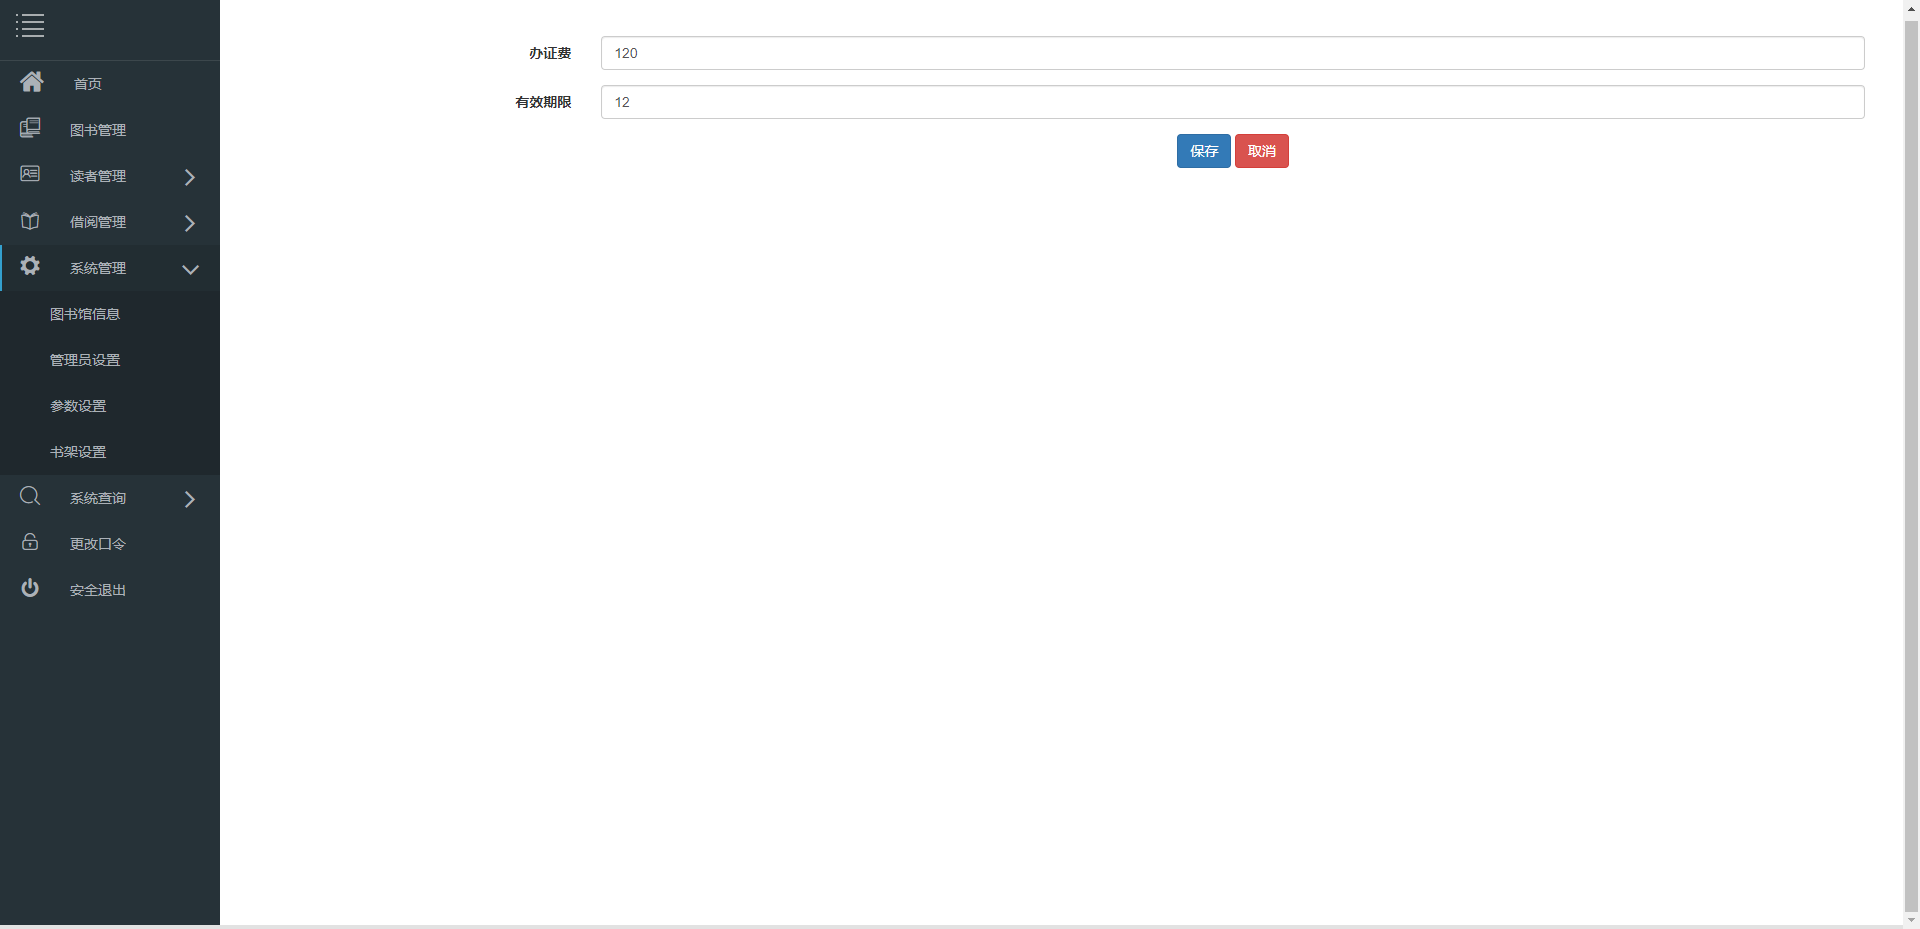 首页
图书管理
读者管理
借阅管理
系统管理
图书馆信息
管理员设置
参数设置
书架设置
系统查询
更改口令
安全退出
办证费 120
有效期限 12
保存 取消